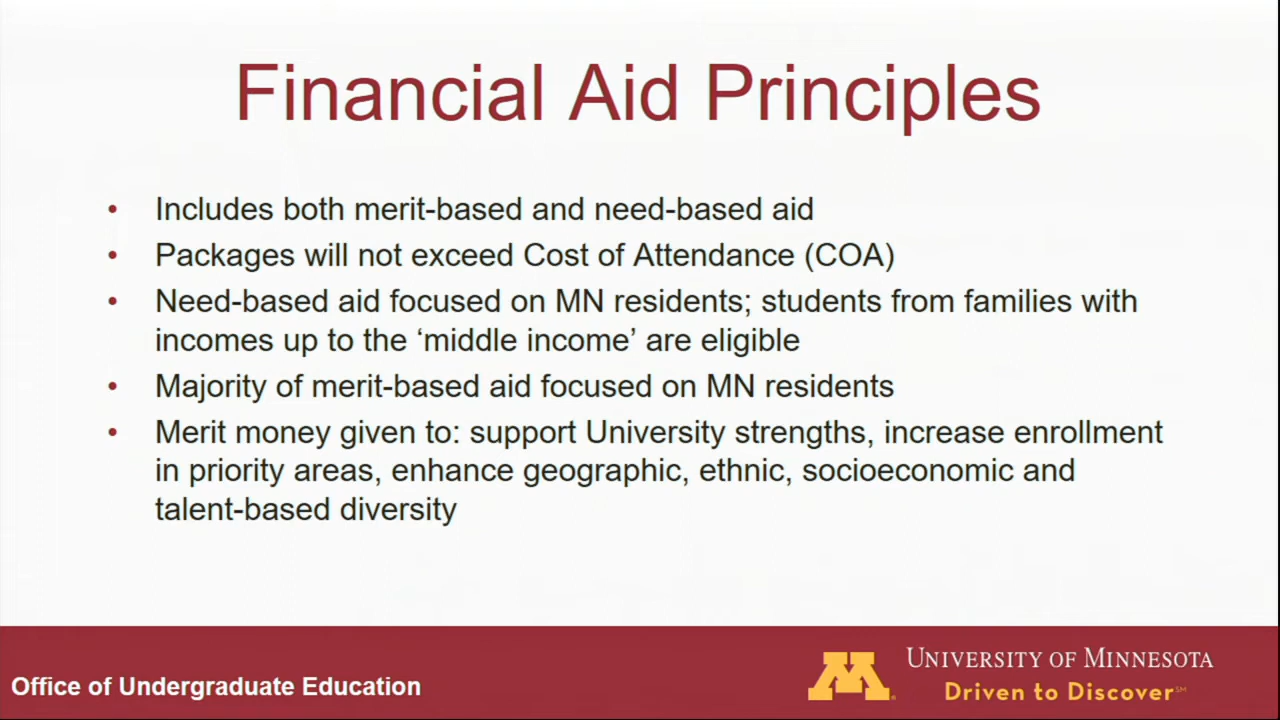 Financial Aid Principles
• Includes both merit-based and need-based aid
• Packages will not exceed Cost of Attendance (COA)
• Need-based aid focused on MN residents; students from families with
incomes up to the ‘middle income’ are eligible
• Majority of merit-based aid focused on MN residents
• Merit money given to: support University strengths, increase enrollment
in priority areas, enhance geographic, ethnic, socioeconomic and
talent-based diversity
Office of Undergraduate Education
M
UNIVERSITY OF MINNESOTA
Driven to Discover℠